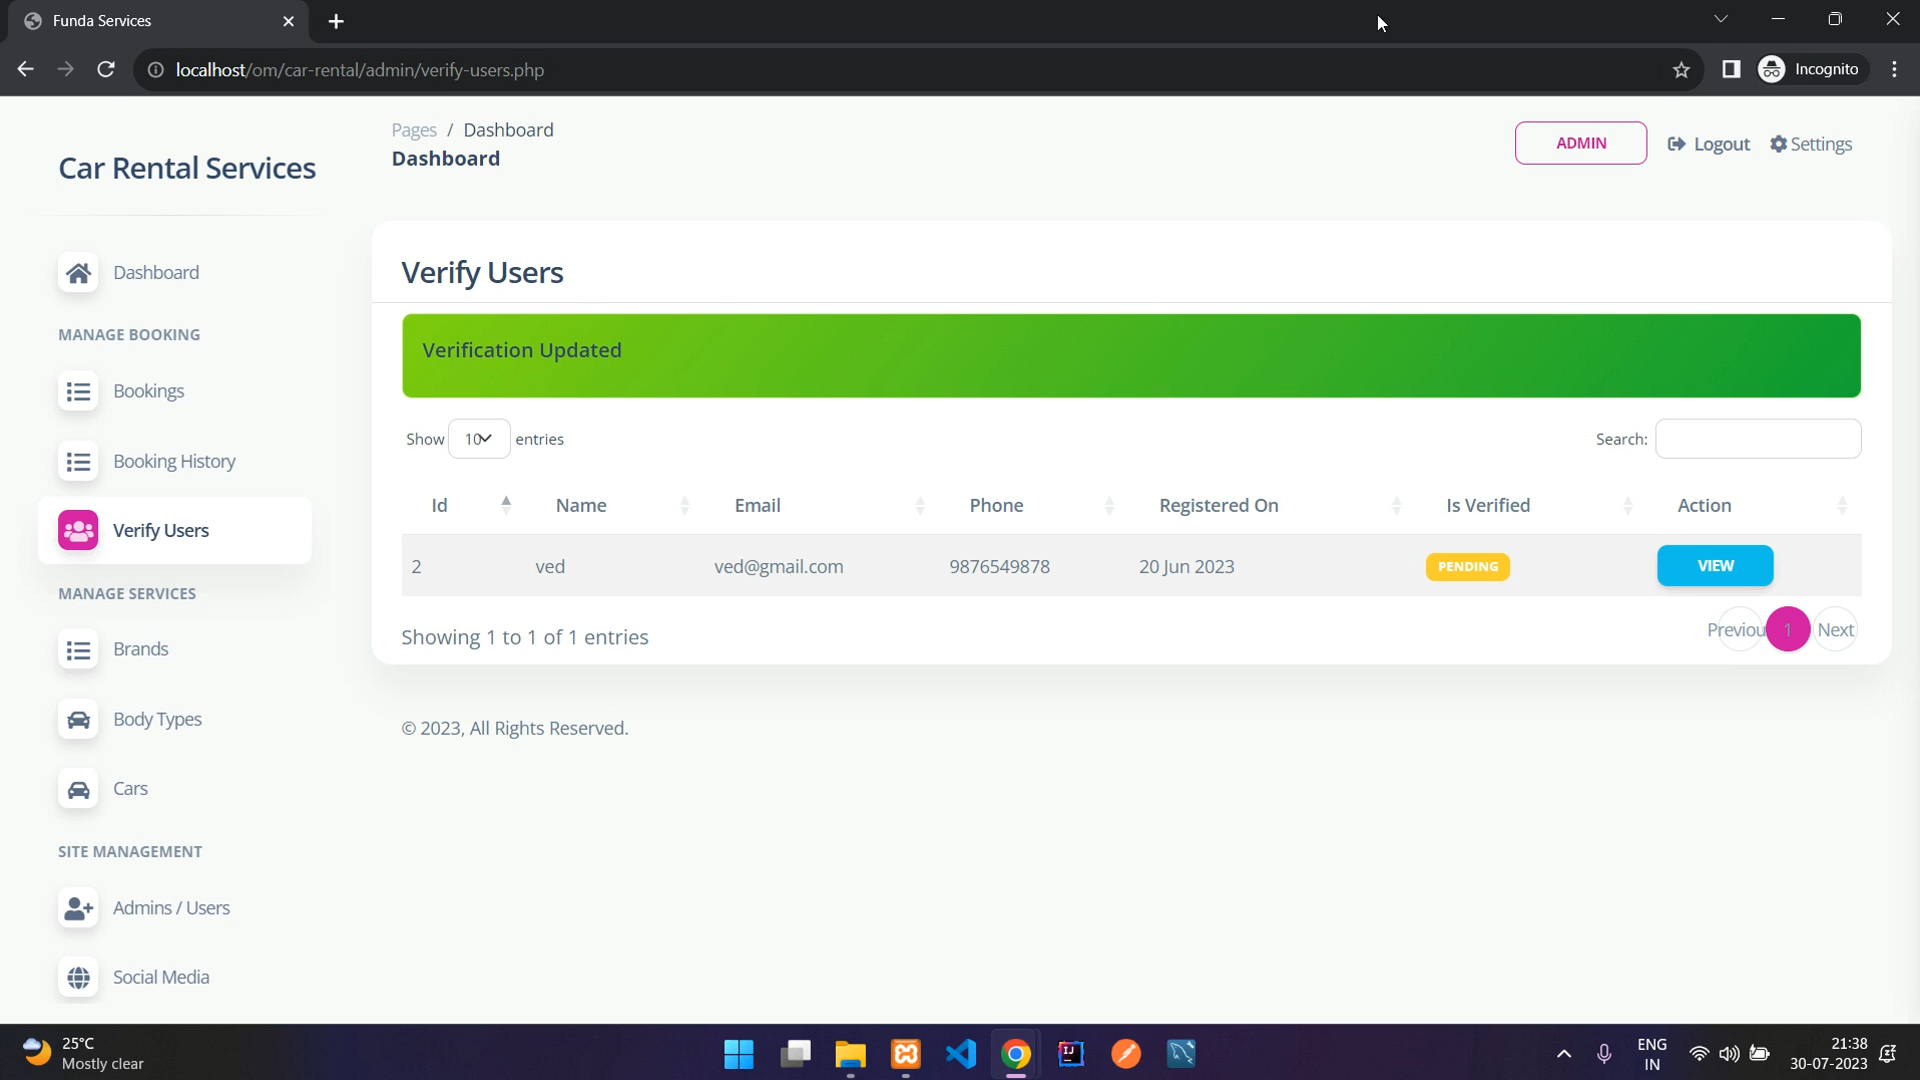 Funda Services
localhost/om/car-rental/admin/verify-users.php
Incognito
Car Rental Services
Pages / Dashboard
Dashboard
ADMIN
Logout
Settings
Dashboard
MANAGE BOOKING
Bookings
Booking History
Verify Users
MANAGE SERVICES
Brands
Body Types
Cars
SITE MANAGEMENT
Admins / Users
Social Media
Verify Users
Verification Updated
Show 10 entries
Search:
Id Name Email Phone Registered On Is Verified Action
2 ved ved@gmail.com 9876549878 20 Jun 2023 PENDING VIEW
Showing 1 to 1 of 1 entries
Previou 1 Next
© 2023, All Rights Reserved.
25°C
Mostly clear
ENG
IN
21:38
30-07-2023